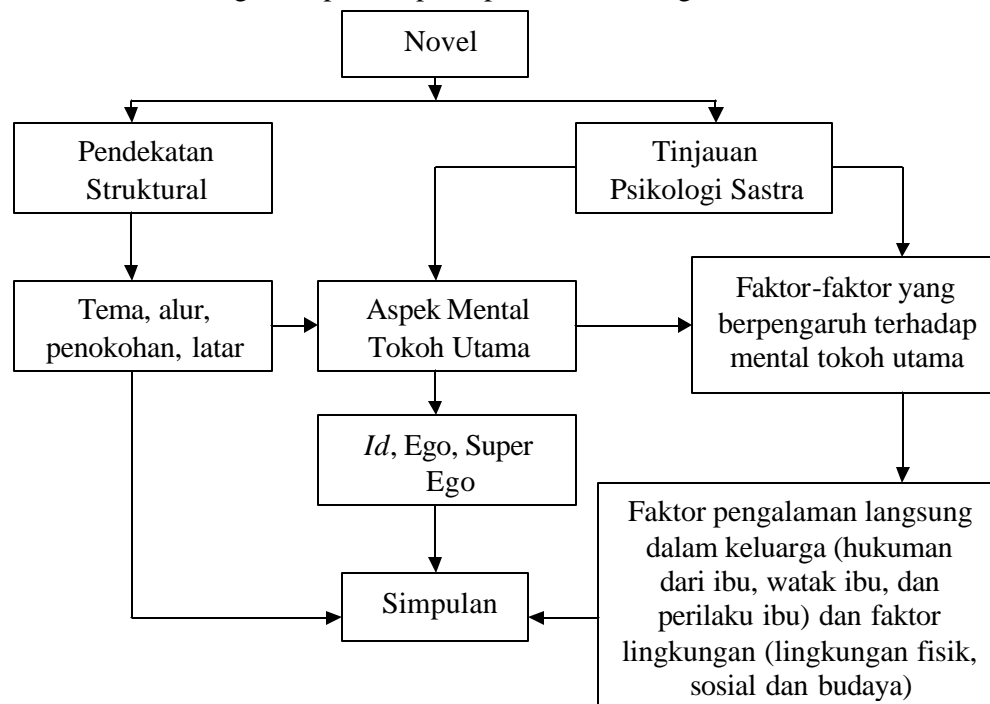 Novel
Pendekatan
Struktural
Tinjauan
Psikologi Sastra
Tema, alur,
penokohan, latar
Aspek Mental
Tokoh Utama
Faktor-faktor yang
berpengaruh terhadap
mental tokoh utama
Id, Ego, Super
Ego
Faktor pengalaman langsung
dalam keluarga (hukuman
dari ibu, watak ibu, dan
perilaku ibu) dan faktor
lingkungan (lingkungan fisik,
sosial dan budaya)
Simpulan